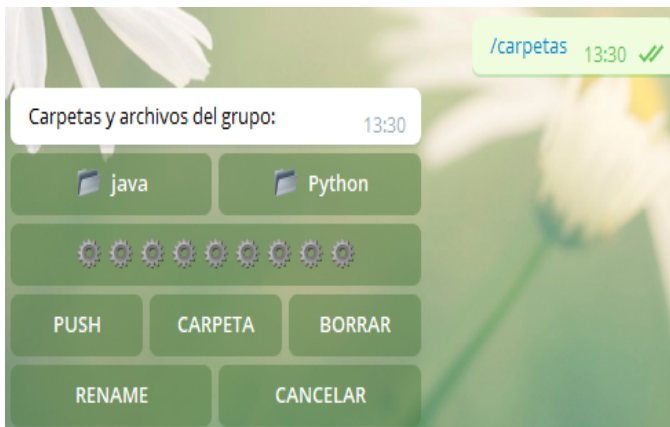 /carpetas 13:30
Carpetas y archivos del grupo: 13:30
java Python
PUSH CARPETA BORRAR
RENAME CANCELAR